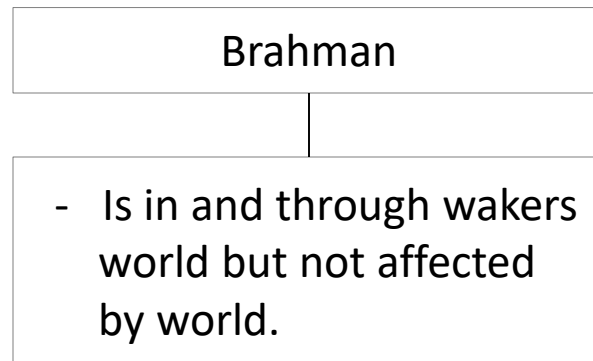 Brahman
- Is in and through wakers
world but not affected
by world.